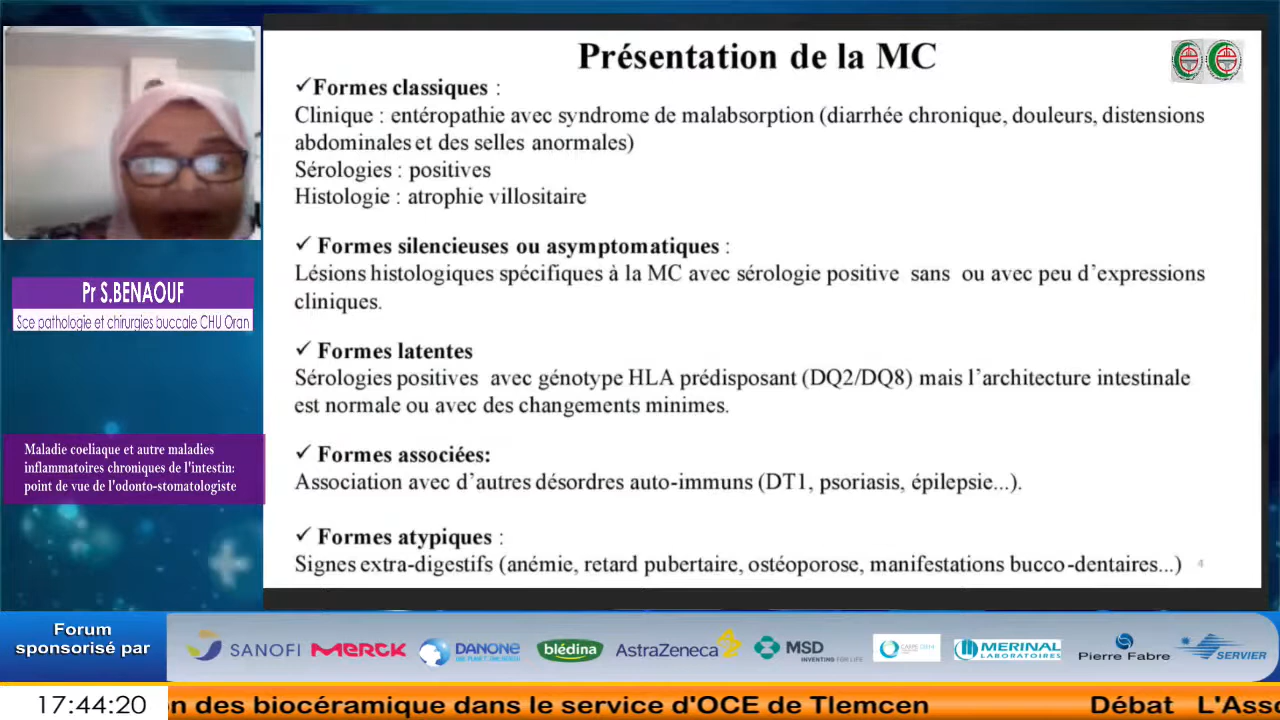 Présentation de la MC
✓Formes classiques :
Clinique : entéropathie avec syndrome de malabsorption (diarrhée chronique, douleurs, distensions
abdominales et des selles anormales)
Sérologies : positives
Histologie : atrophie villositaire
✓ Formes silencieuses ou asymptomatiques :
Lésions histologiques spécifiques à la MC avec sérologie positive sans ou avec peu d'expressions
cliniques.
✓ Formes latentes
Sérologies positives avec génotype HLA prédisposant (DQ2/DQ8) mais l'architecture intestinale
est normale ou avec des changements minimes.
✓ Formes associées:
Association avec d'autres désordres auto-immuns (DT1, psoriasis, épilepsie...).
✓ Formes atypiques :
Signes extra-digestifs (anémie, retard pubertaire, ostéoporose, manifestations bucco-dentaires...)
4
Pr S.BENAOUF
Sce pathologie et chirurgies buccale CHU Oran
Maladie coeliaque et autre maladies
inflammatoires chroniques de l'intestin:
point de vue de l'odonto-stomatologiste
Forum
sponsorisé par
SANOFI
MERCK
DANONE
blédina
AstraZeneca
MSD
INVENTING FOR LIFE
MERINAL
LABORATOIRES
Pierre Fabre
SERVIER
17:44:20
on des biocéramique dans le service d'OCE de Tlemcen Débat L'Asso